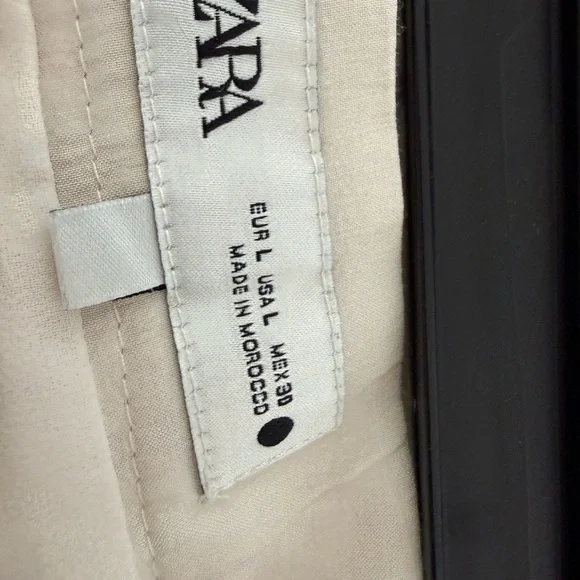 ZARA
EUR L USA L MEX 30
MADE IN MOROCCO